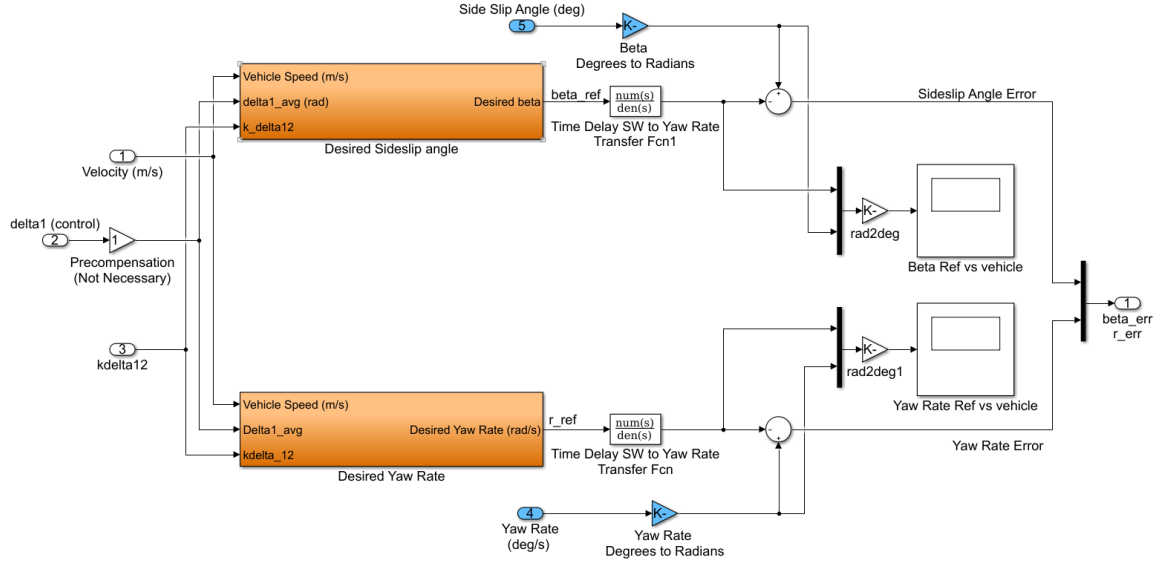 Side Slip Angle (deg)
5
K-
Beta
Degrees to Radians
Vehicle Speed (m/s)
delta1_avg (rad)
Desired beta
k_delta12
Desired Sideslip angle
beta_ref
num(s)
den(s)
Time Delay SW to Yaw Rate
Transfer Fcn1
-
+
Sideslip Angle Error
1
Velocity (m/s)
delta1 (control)
2
1
Precompensation
(Not Necessary)
K-
rad2deg
Beta Ref vs vehicle
3
kdelta12
1
beta_err
r_err
K-
rad2deg1
Yaw Rate Ref vs vehicle
Vehicle Speed (m/s)
Delta1_avg
Desired Yaw Rate (rad/s)
kdelta_12
Desired Yaw Rate
r_ref
num(s)
den(s)
Time Delay SW to Yaw Rate
Transfer Fcn
-
+
Yaw Rate Error
4
Yaw Rate
(deg/s)
K-
Yaw Rate
Degrees to Radians